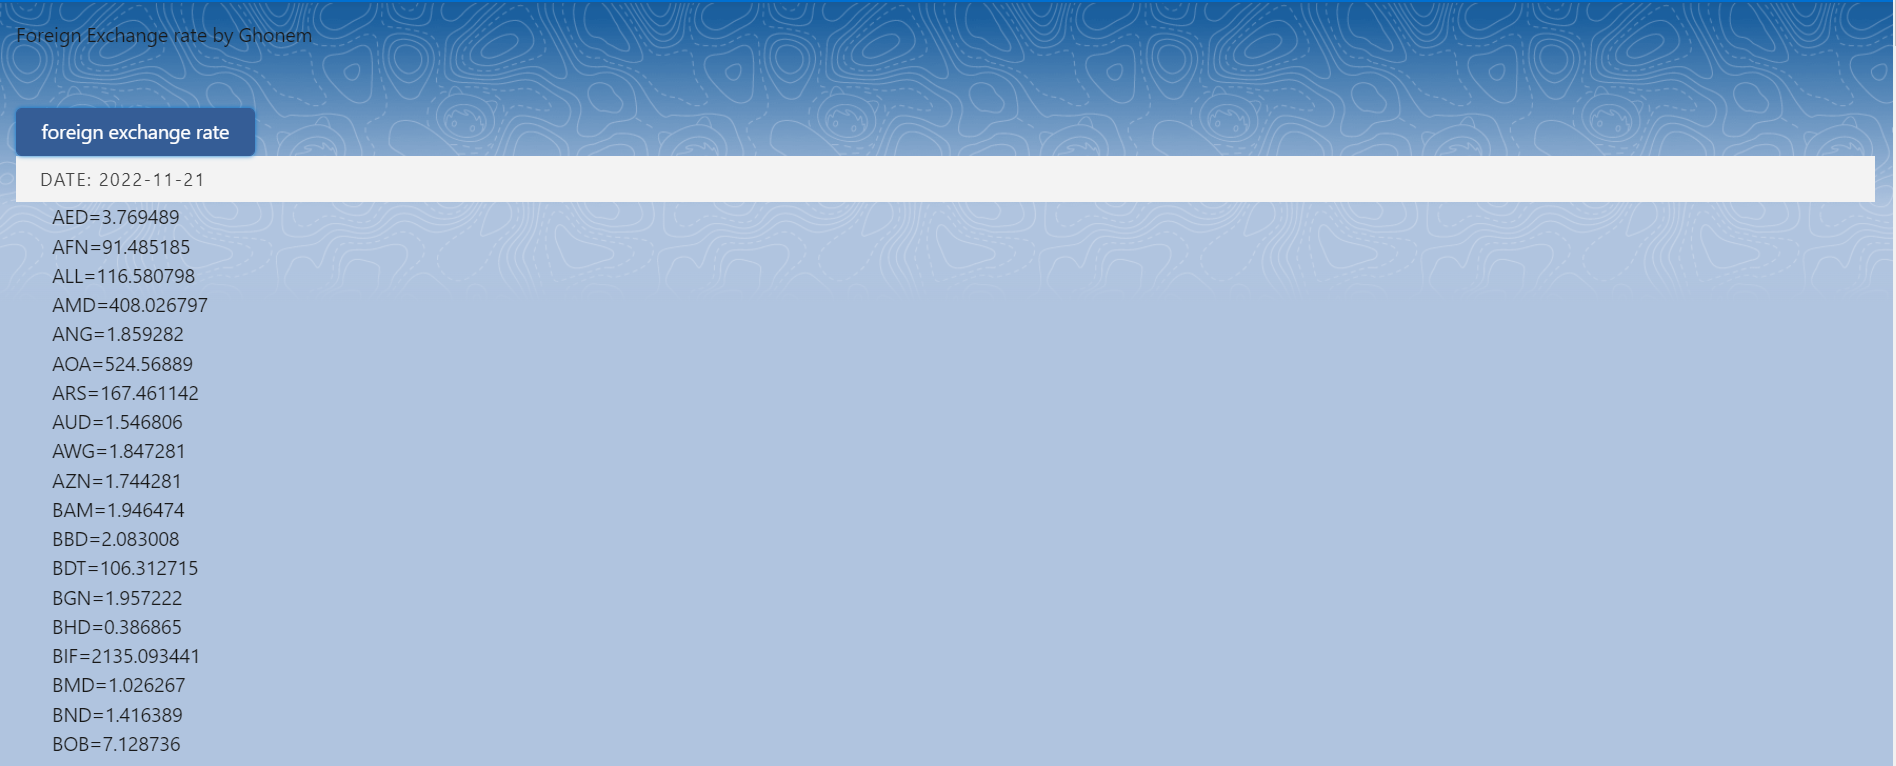 Foreign Exchange rate by Ghonem
foreign exchange rate
DATE: 2022-11-21
AED=3.769489
AFN=91.485185
ALL=116.580798
AMD=408.026797
ANG=1.859282
AOA=524.56889
ARS=167.461142
AUD=1.546806
AWG=1.847281
AZN=1.744281
BAM=1.946474
BBD=2.083008
BDT=106.312715
BGN=1.957222
BHD=0.386865
BIF=2135.093441
BMD=1.026267
BND=1.416389
BOB=7.128736